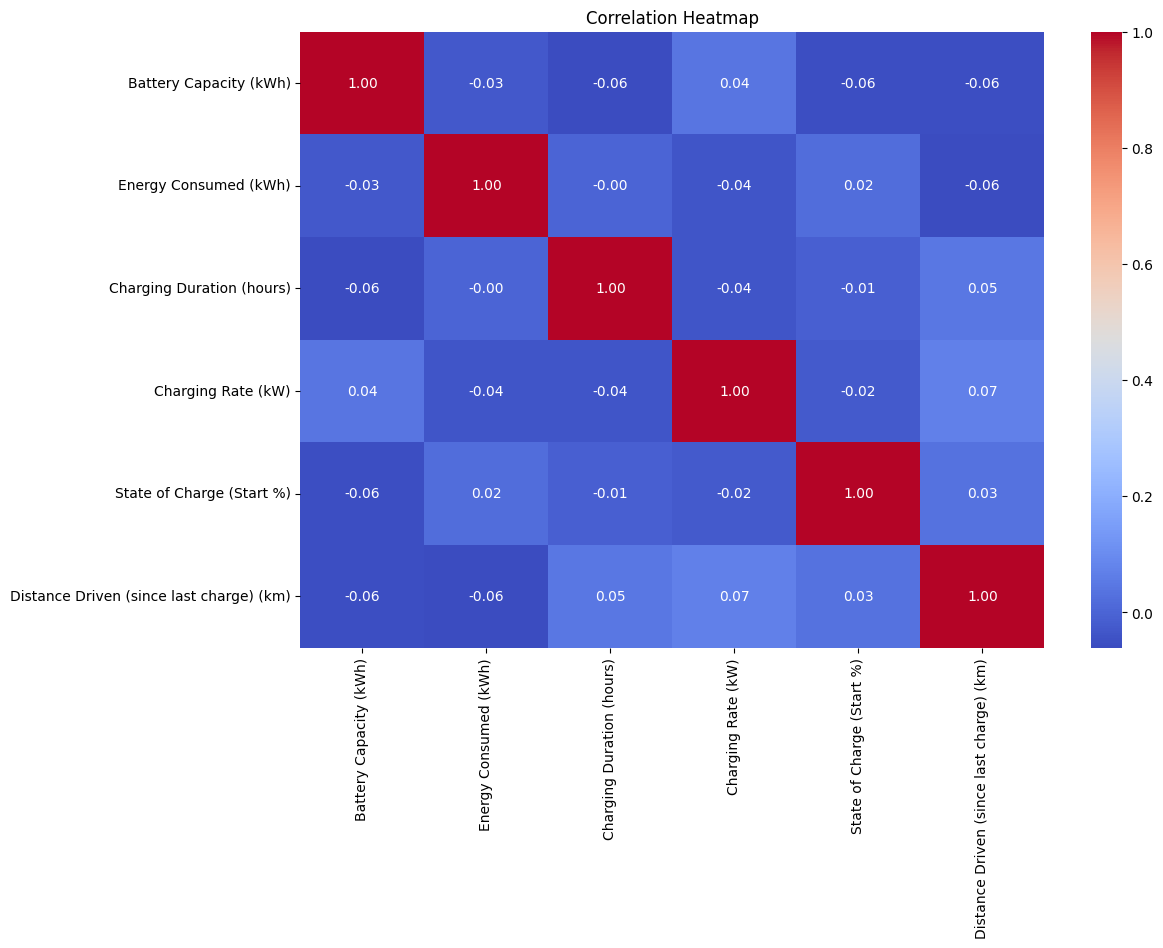 Correlation Heatmap
Battery Capacity (kWh) 1.00 -0.03 -0.06 0.04 -0.06 -0.06
Energy Consumed (kWh) -0.03 1.00 -0.00 -0.04 0.02 -0.06
Charging Duration (hours) -0.06 -0.00 1.00 -0.04 -0.01 0.05
Charging Rate (kW) 0.04 -0.04 -0.04 1.00 -0.02 0.07
State of Charge (Start %) -0.06 0.02 -0.01 -0.02 1.00 0.03
Distance Driven (since last charge) (km) -0.06 -0.06 0.05 0.07 0.03 1.00
Battery Capacity (kWh)
Energy Consumed (kWh)
Charging Duration (hours)
Charging Rate (kW)
State of Charge (Start %)
Distance Driven (since last charge) (km)
1.0
0.8
0.6
0.4
0.2
0.0